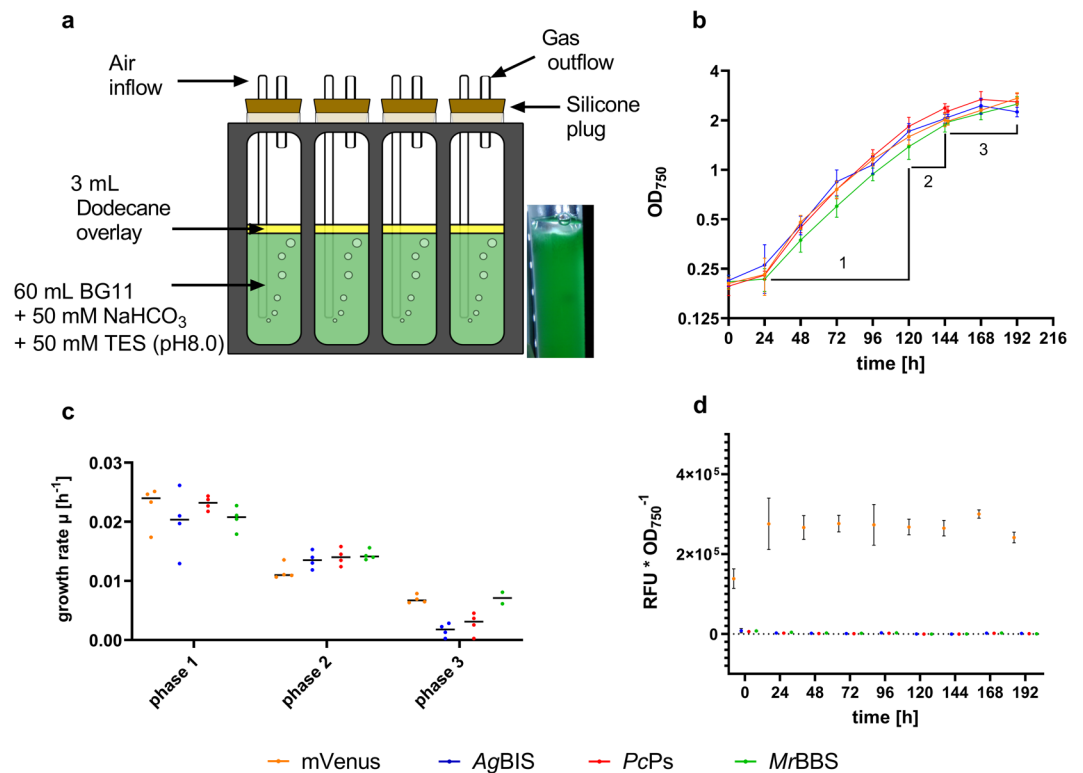 a
Air
inflow
Gas
outflow
Silicone
plug
3 mL
Dodecane
overlay
60 mL BG11
+ 50 mM NaHCO₃
+ 50 mM TES (pH8.0)
b
OD₇₅₀
4
2
1
0.5
0.25
0.125
1
2
3
0 24 48 72 96 120 144 168 192 216
time [h]
c
growth rate µ [h⁻¹]
0.03
0.02
0.01
0.00
phase 1
phase 2
phase 3
d
RFU * OD₇₅₀⁻¹
4×10⁵
2×10⁵
0
0 24 48 72 96 120 144 168 192
time [h]
mVenus AgBIS PcPs MrBBS